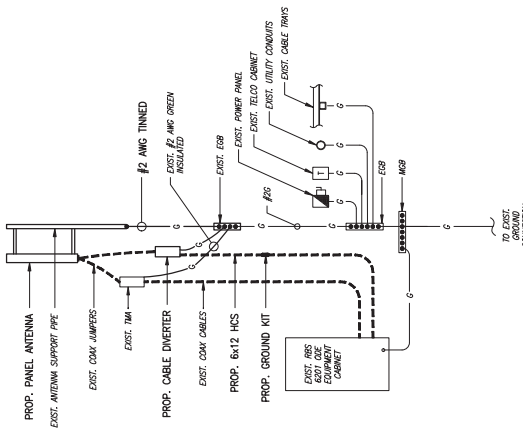 PROP. PANEL ANTENNA
EXIST. ANTENNA SUPPORT PIPE
EXIST. COAX JUMPERS
EXIST. TMA
PROP. CABLE DIVERTER
EXIST. COAX CABLES
PROP. 6x12 HCS
PROP. GROUND KIT
EXIST. RBS
6201 ODE
EQUIPMENT
CABINET
#2 AWG TINNED
EXIST. #2 AWG GREEN
INSULATED
EXIST. EGB
#2G
EXIST. POWER PANEL
EXIST. TELCO CABINET
EXIST. UTILITY CONDUITS
EXIST. CABLE TRAYS
T
EGB
MGB
G
G
G
G
G
G
G
G
G
G
G
TO EXIST.
GROUND